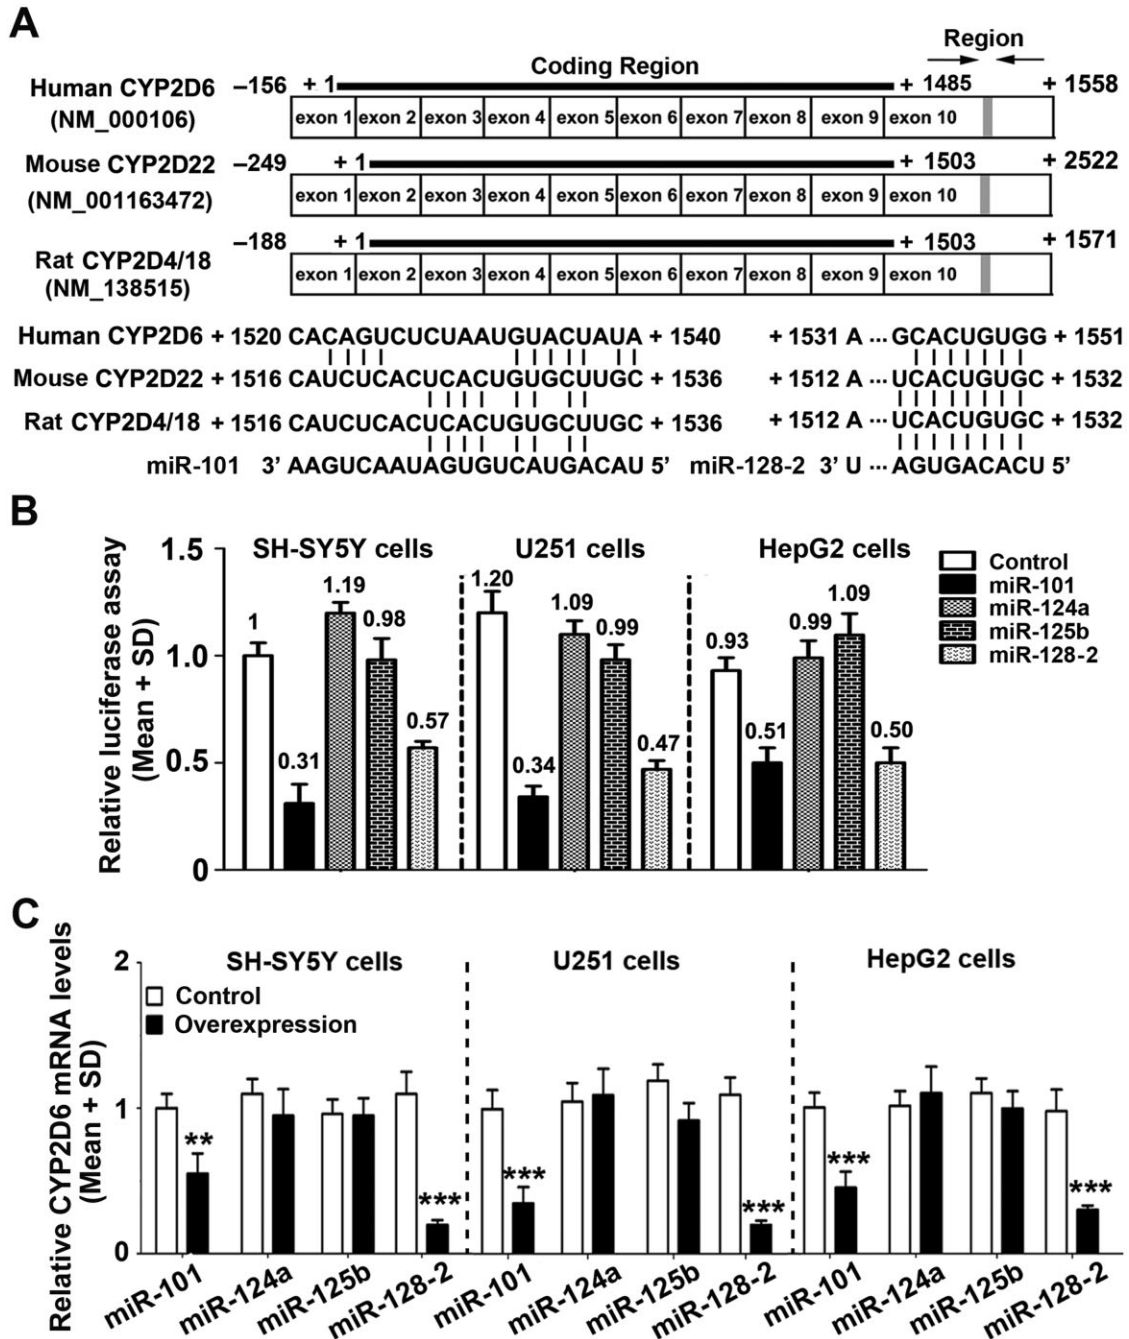 A
Region
Coding Region
Human CYP2D6 –156 + 1 + 1485 + 1558
(NM_000106)
exon 1 exon 2 exon 3 exon 4 exon 5 exon 6 exon 7 exon 8 exon 9 exon 10
Mouse CYP2D22 –249 + 1 + 1503 + 2522
(NM_001163472)
exon 1 exon 2 exon 3 exon 4 exon 5 exon 6 exon 7 exon 8 exon 9 exon 10
–188 + 1 + 1503 + 1571
Rat CYP2D4/18
(NM_138515)
exon 1 exon 2 exon 3 exon 4 exon 5 exon 6 exon 7 exon 8 exon 9 exon 10
Human CYP2D6 + 1520 CACAGUCUCUAAUGUACUAUA + 1540 + 1531 A ··· GCACUGUGG + 1551
Mouse CYP2D22 + 1516 CAUCUCACUCACUGUGCUUGC + 1536 + 1512 A ··· UCACUGUGC + 1532
Rat CYP2D4/18 + 1516 CAUCUCACUCACUGUGCUUGC + 1536 + 1512 A ··· UCACUGUGC + 1532
miR-101 3’ AAGUCAAUAGUGUCAUGACAU 5’ miR-128-2 3’ U ··· AGUGACACU 5’
B
Relative luciferase assay
(Mean + SD)
1.5
1.0
0.5
0
SH-SY5Y cells
1
0.31
1.19
0.98
0.57
U251 cells
1.20
0.34
1.09
0.99
0.47
HepG2 cells
0.93
0.51
0.99
1.09
0.50
Control
miR-101
miR-124a
miR-125b
miR-128-2
C
Relative CYP2D6 mRNA levels
(Mean + SD)
2
1
0
SH-SY5Y cells
U251 cells
HepG2 cells
Control
Overexpression
**
***
***
***
***
***
miR-101
miR-124a
miR-125b
miR-128-2
miR-101
miR-124a
miR-125b
miR-128-2
miR-101
miR-124a
miR-125b
miR-128-2